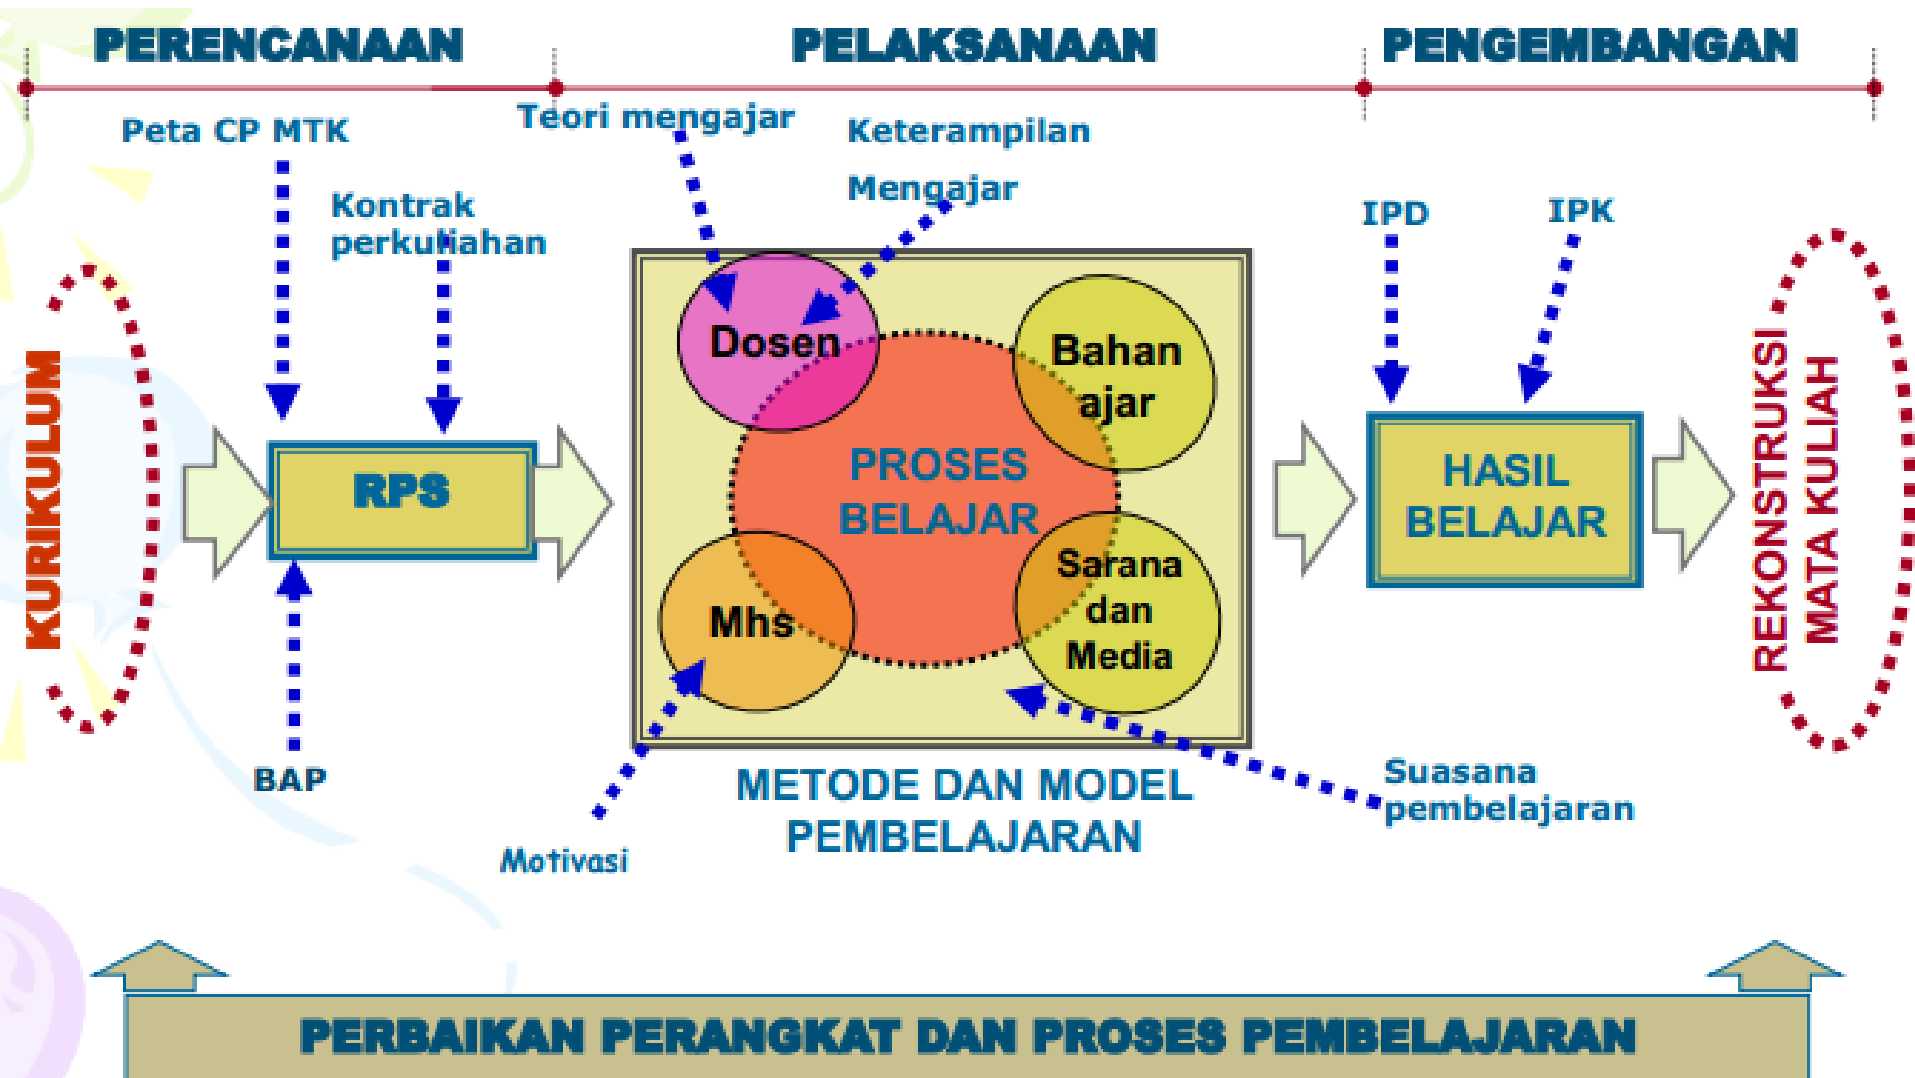 PERENCANAAN
PELAKSANAAN
PENGEMBANGAN
Peta CP MTK
Teori mengajar
Keterampilan
Mengajar
Kontrak
perkuliahan
IPD
IPK
KURIKULUM
RPS
BAP
Dosen
Bahan
ajar
PROSES
BELAJAR
Mhs
Sarana
dan
Media
METODE DAN MODEL
PEMBELAJARAN
Motivasi
Suasana
pembelajaran
HASIL
BELAJAR
REKONSTRUKSI
MATA KULIAH
PERBAIKAN PERANGKAT DAN PROSES PEMBELAJARAN